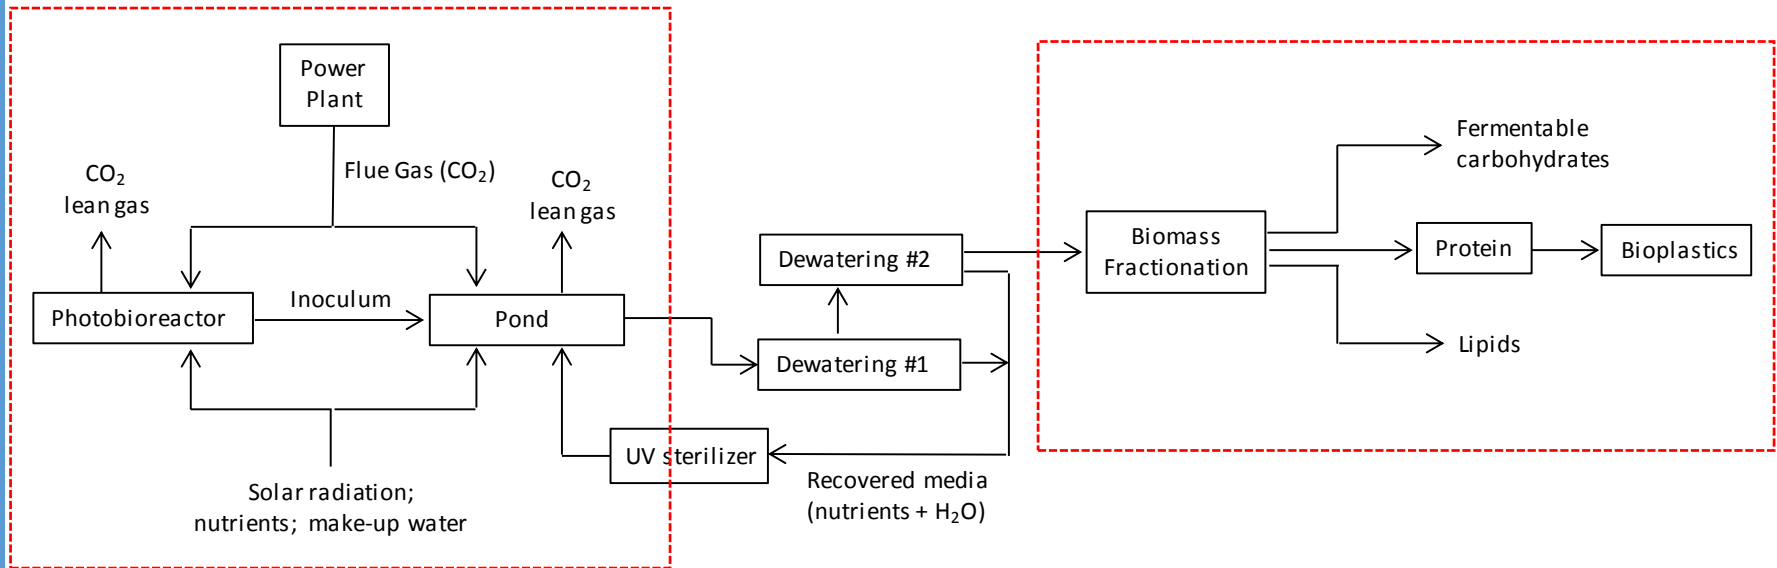 Power
Plant
Flue Gas (CO₂)
CO₂
lean gas
CO₂
lean gas
Photobioreactor
Inoculum
Pond
Solar radiation;
nutrients; make-up water
UV sterilizer
Dewatering #2
Dewatering #1
Recovered media
(nutrients + H₂O)
Biomass
Fractionation
Fermentable
carbohydrates
Protein
Bioplastics
Lipids